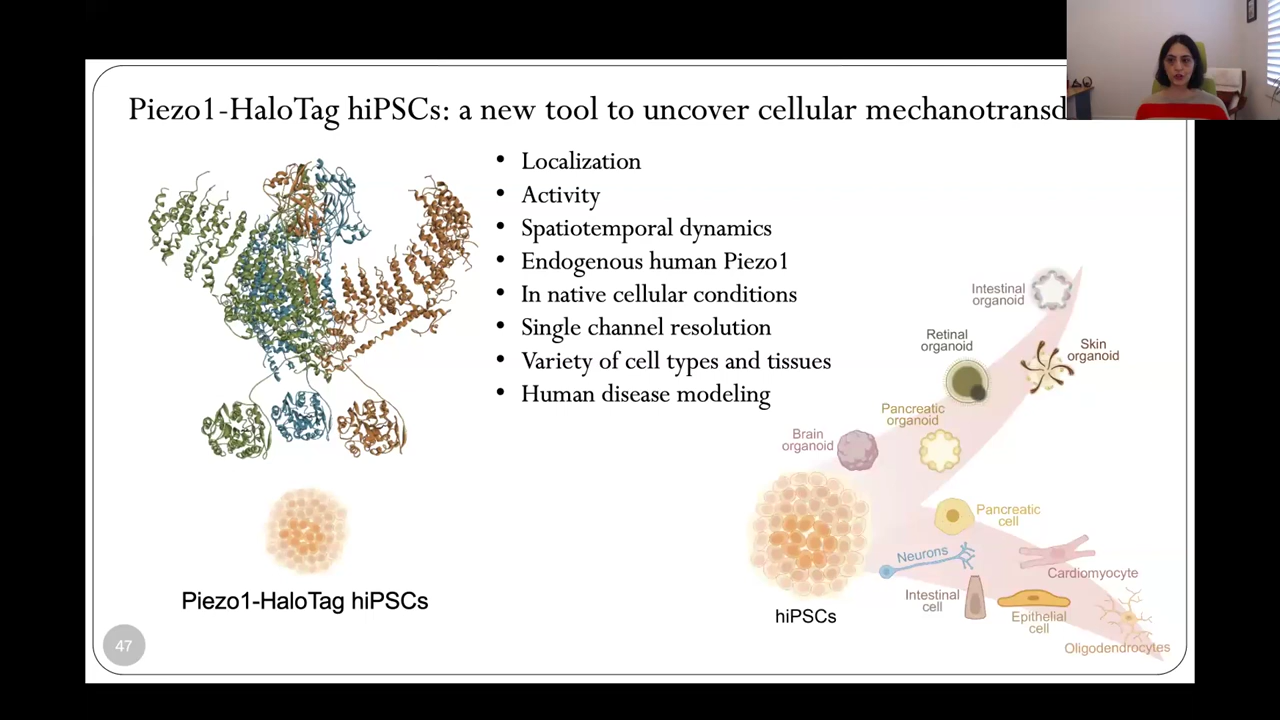 Piezo1-HaloTag hiPSCs: a new tool to uncover cellular
• Localization
• Activity
• Spatiotemporal dynamics
• Endogenous human Piezo1
• In native cellular conditions
• Single channel resolution
• Variety of cell types and tissues
• Human disease modeling
Piezo1-HaloTag hiPSCs
Intestinal
organoid
Retinal
organoid
Skin
organoid
Pancreatic
organoid
Brain
organoid
Pancreatic
cell
Neurons
Cardiomyocyte
Intestinal
cell
Epithelial
cell
Oligodendrocytes
hiPSCs
47